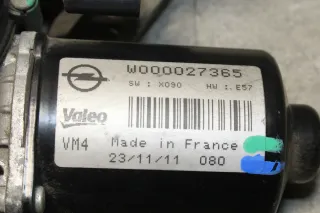 W000027365
SW : X090 HW : E57
Valeo
VM4 Made in France
23/11/11 080